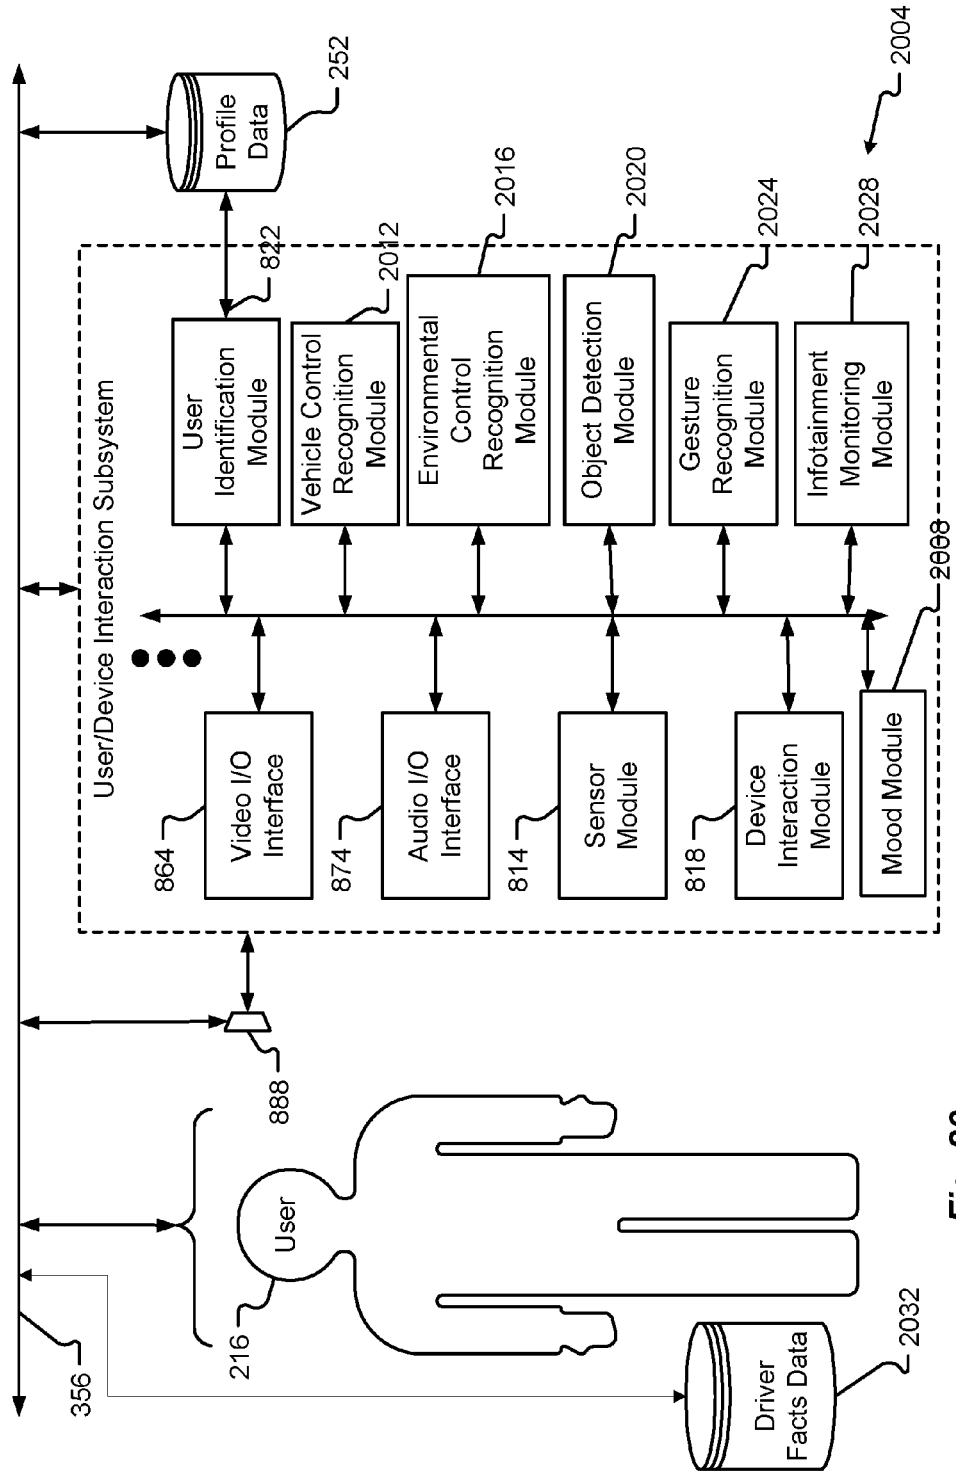 356
216
User
Driver
Facts Data
2032
888
User/Device Interaction Subsystem
864
Video I/O
Interface
874
Audio I/O
Interface
814
Sensor
Module
818
Device
Interaction
Module
Mood Module
2008
User
Identification
Module
822
Vehicle Control
Recognition
Module
2012
Environmental
Control
Recognition
Module
2016
Object Detection
Module
2020
Gesture
Recognition
Module
2024
Infotainment
Monitoring
Module
2028
Profile
Data
252
2004